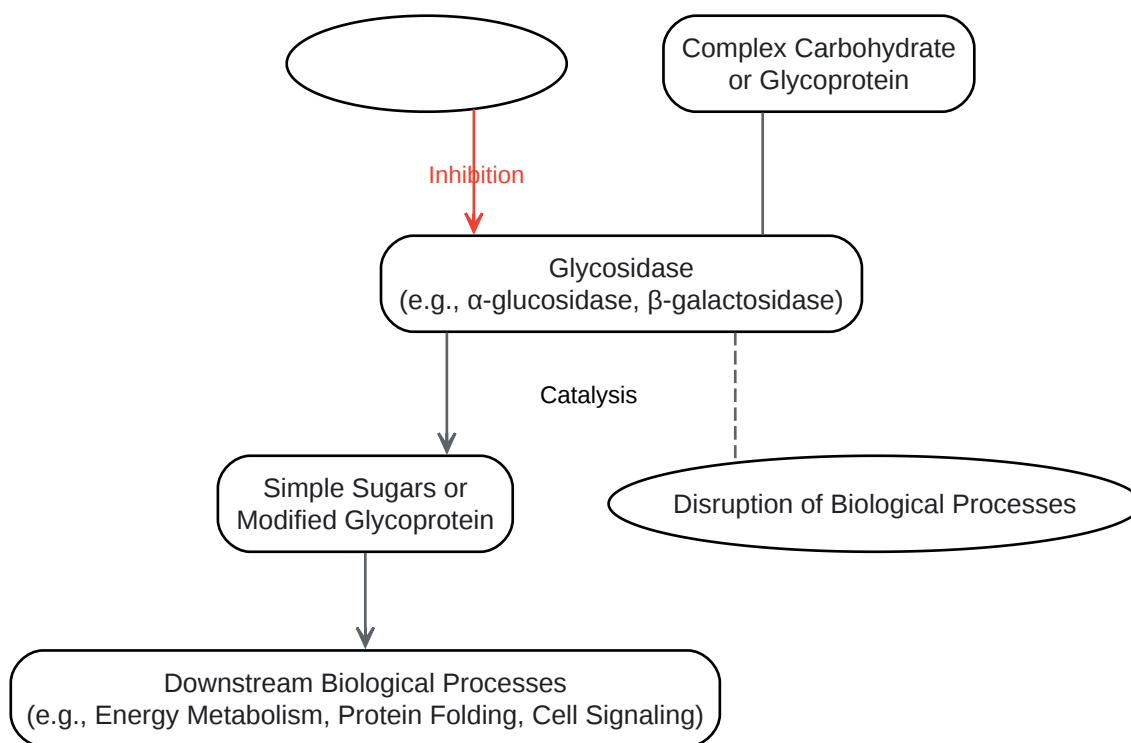 Complex Carbohydrate
or Glycoprotein
Inhibition
Glycosidase
(e.g., α-glucosidase, β-galactosidase)
Catalysis
Simple Sugars or
Modified Glycoprotein
Disruption of Biological Processes
Downstream Biological Processes
(e.g., Energy Metabolism, Protein Folding, Cell Signaling)